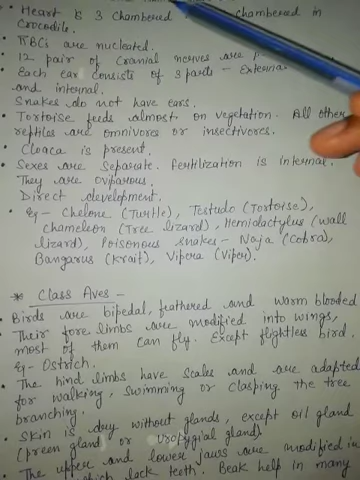 • Heart is 3 chambered chambered in
Crocodile.
• RBCs are nucleated.
• 12 pair of cranial nerves are
• Each ear consists of 3 parts - External
and internal.
Snakes do not have ears.
• Tortoise feeds almost on vegetation. All other
reptiles are omnivores or insectivores.
• Cloaca is present.
• Sexes are separate. Fertilization is internal.
They are oviparous.
Direct development.
• Eg - Chelone (Turtle), Testudo (Tortoise),
Chameleon (Tree lizard), Hemidactylus (Wall
lizard), Poisonous snakes - Naja (Cobra),
Bangarus (Krait), Vipera (Viper).
* Class Aves -
• Birds are bipedal, feathered and warm blooded
• Their fore limbs are modified into wings,
most of them can fly. Except flightless bird.
Eg - Ostrich.
• The hind limbs have scales and are adapted
for walking, swimming or clasping the tree
branching.
• Skin is dry without glands, except oil gland
(preen gland or uropygial gland).
• The upper and lower jaws are modified in
which lack teeth. Beak help in many